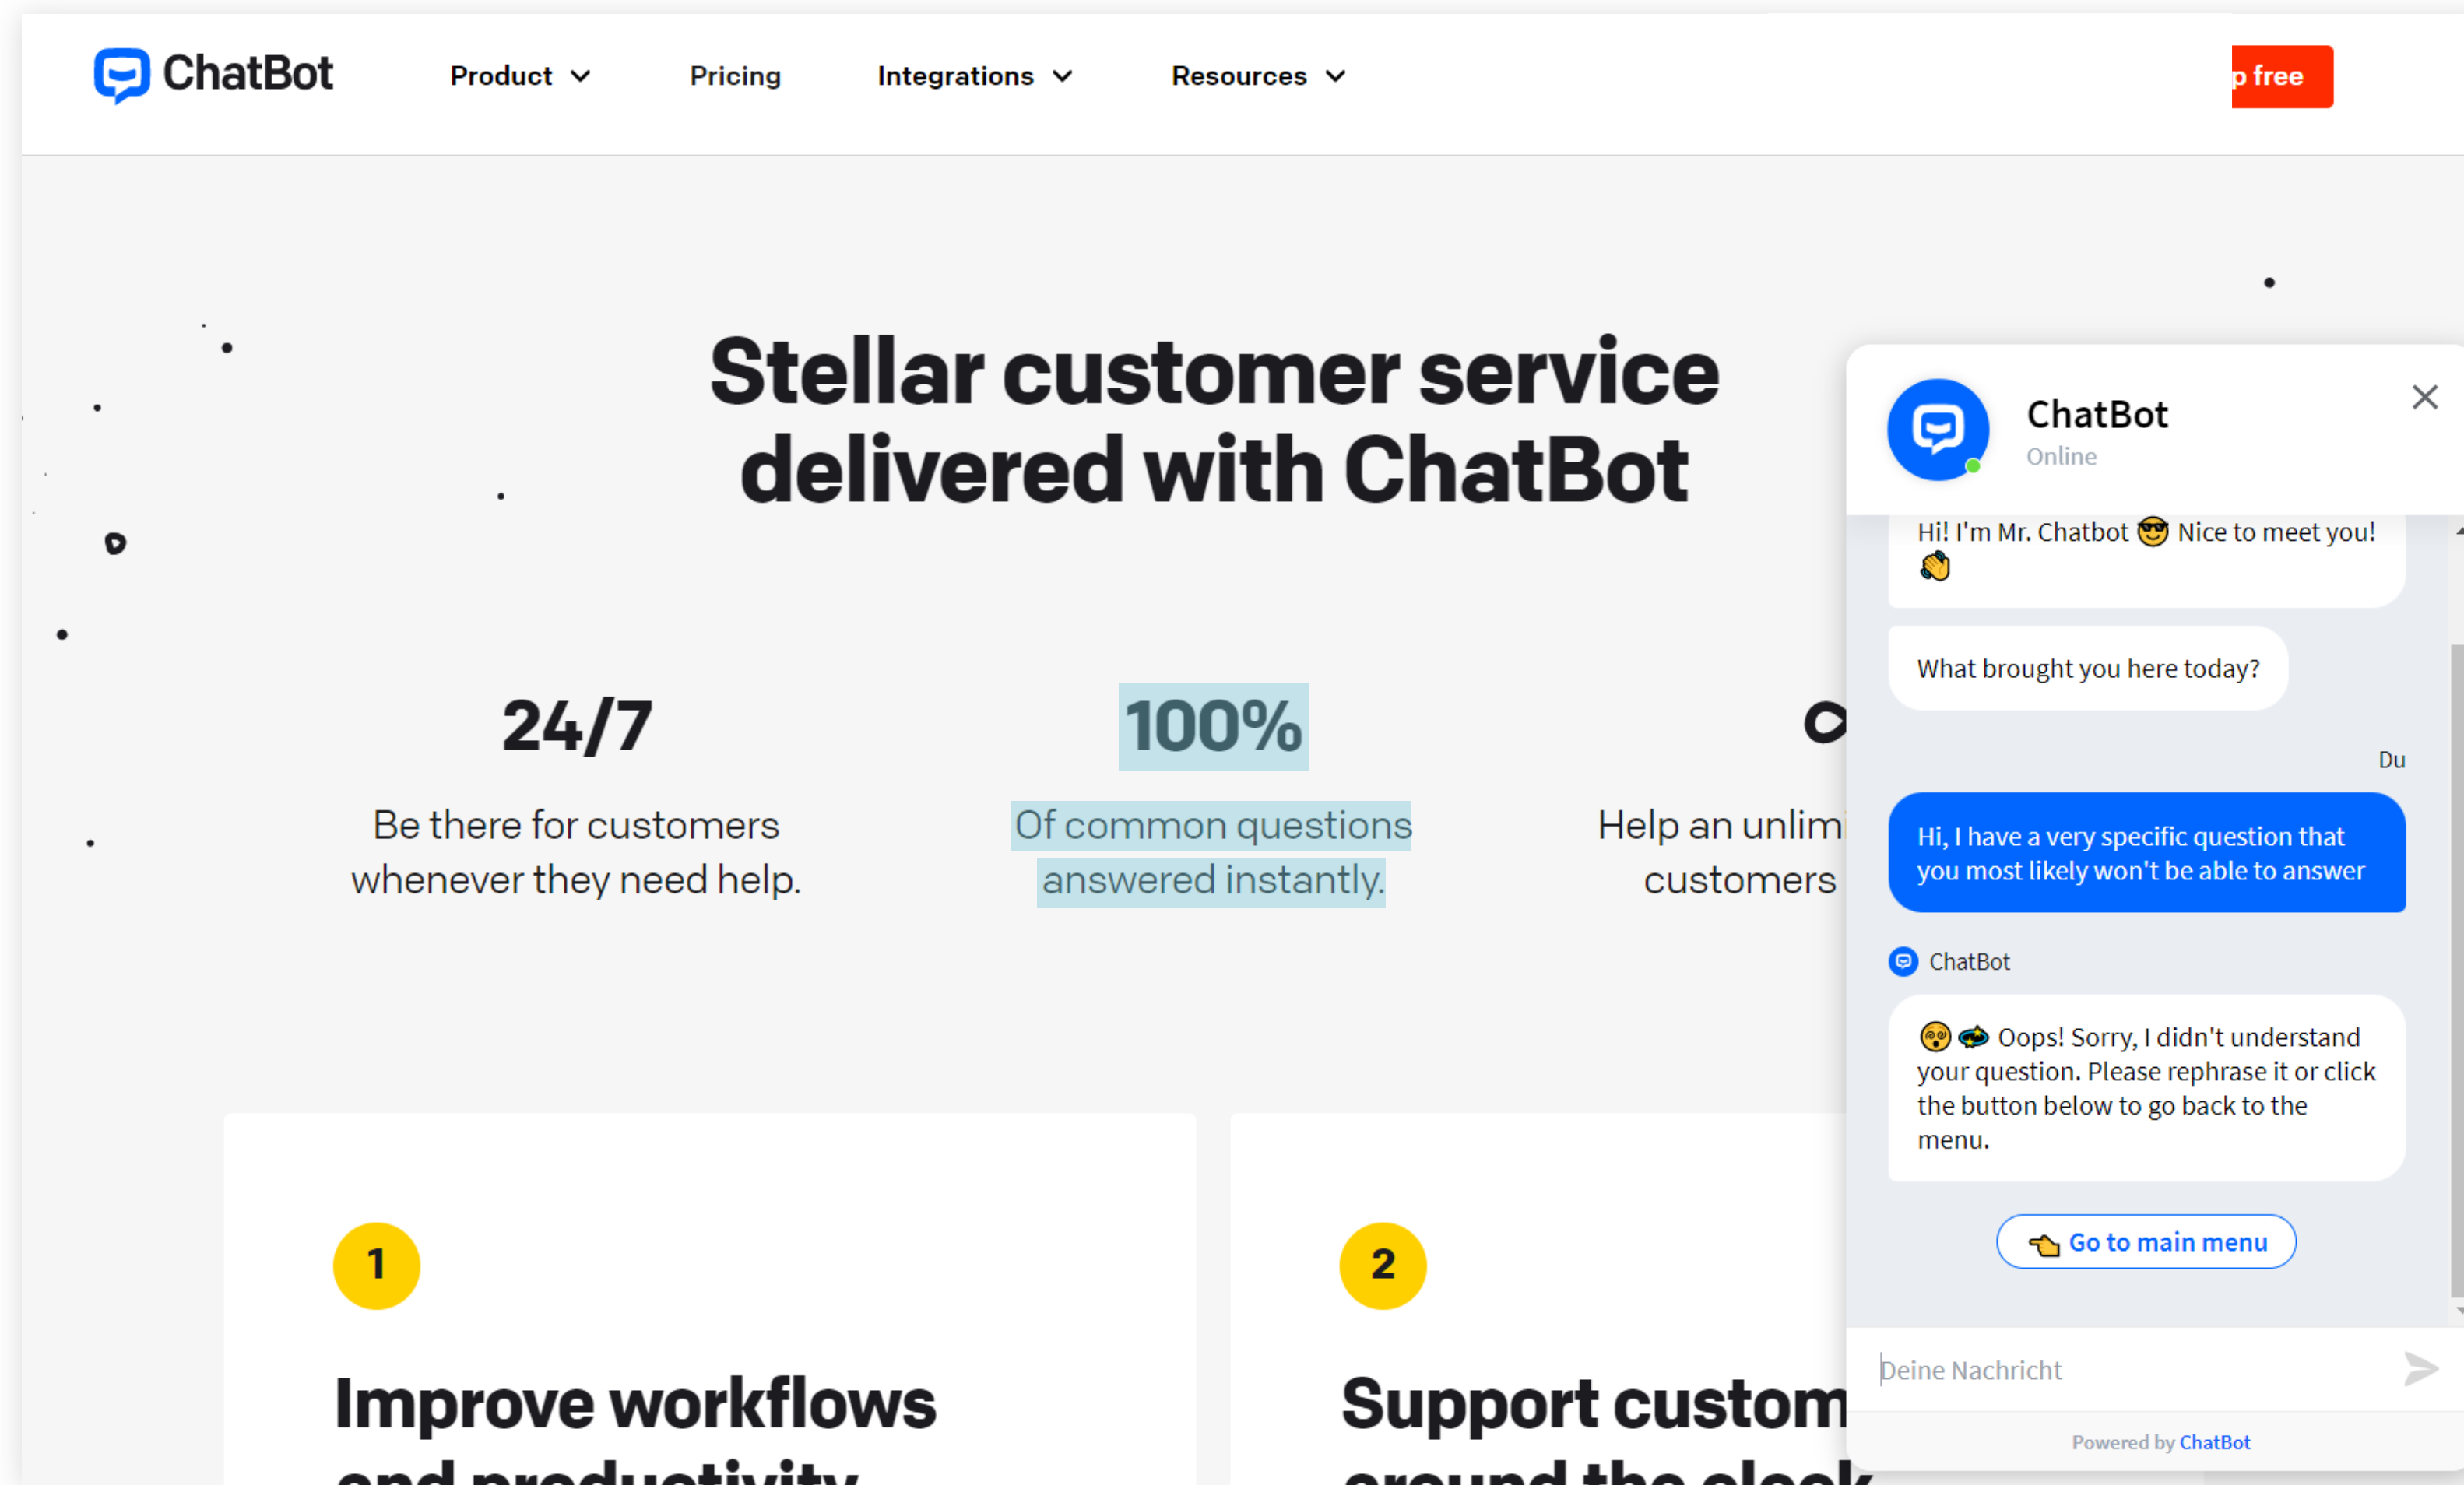 ChatBot
Product
Pricing
Integrations
Resources
p free
Stellar customer service
delivered with ChatBot
24/7
Be there for customers
whenever they need help.
100%
Of common questions
answered instantly.
Help an
customers
1
Improve workflows
and productivity
2
Support
around the clock
ChatBot
Online
Hi! I'm Mr. Chatbot 😎 Nice to meet you!
👋
What brought you here today?
Du
Hi, I have a very specific question that
you most likely won't be able to answer
ChatBot
😵💫 Oops! Sorry, I didn't understand
your question. Please rephrase it or click
the button below to go back to the
menu.
👈 Go to main menu
Deine Nachricht
Powered by ChatBot